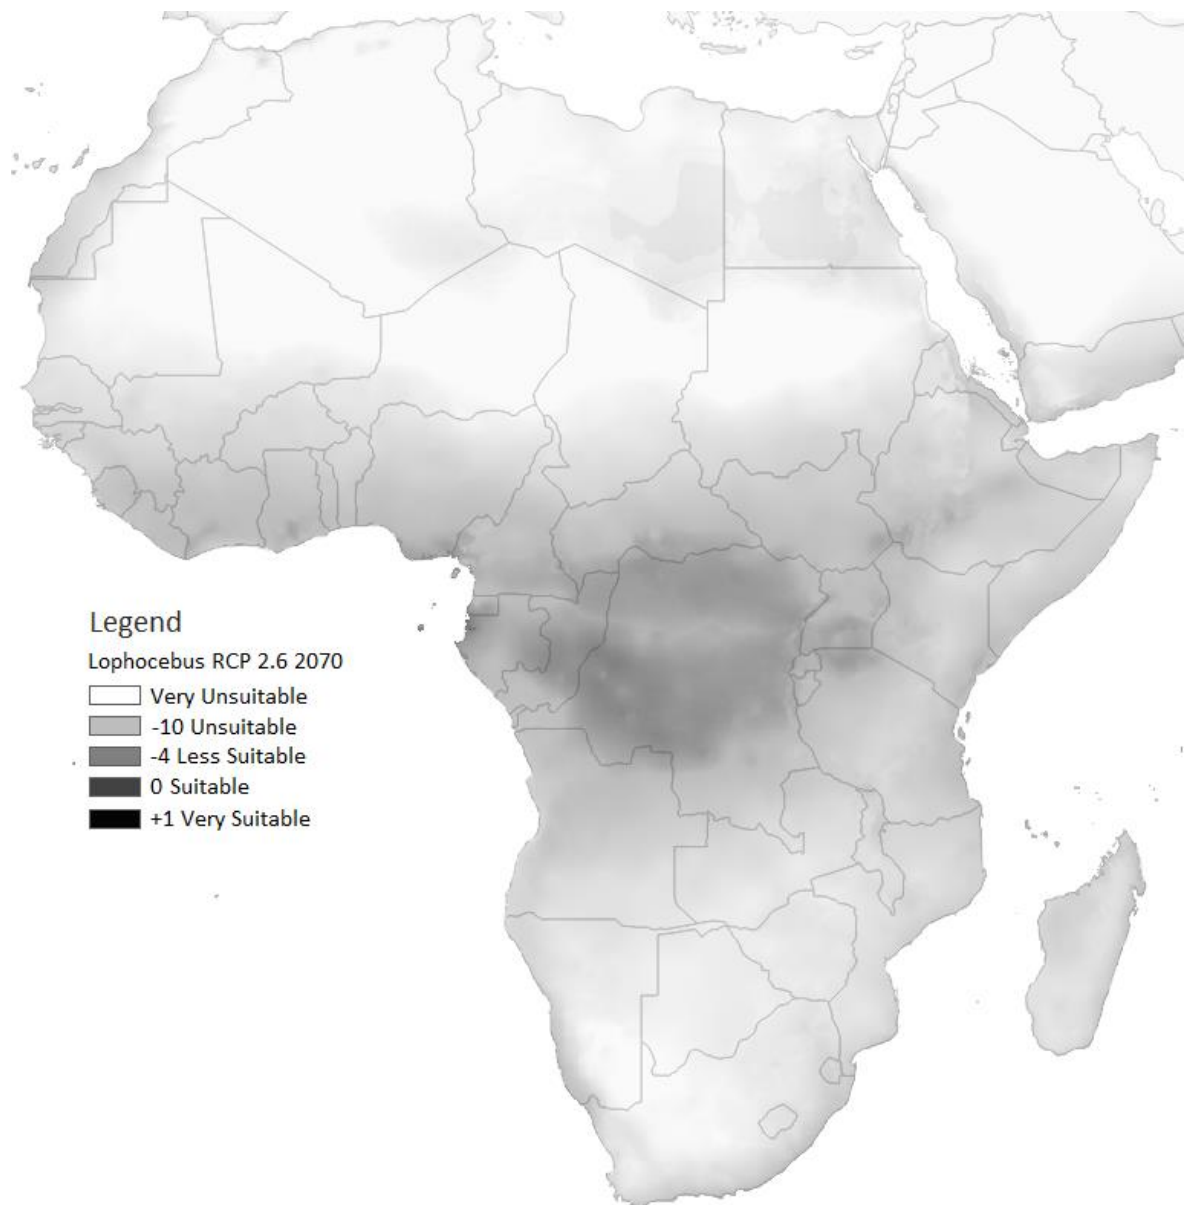 Legend
Lophocebus RCP 2.6 2070
Very Unsuitable
-10 Unsuitable
-4 Less Suitable
0 Suitable
+1 Very Suitable